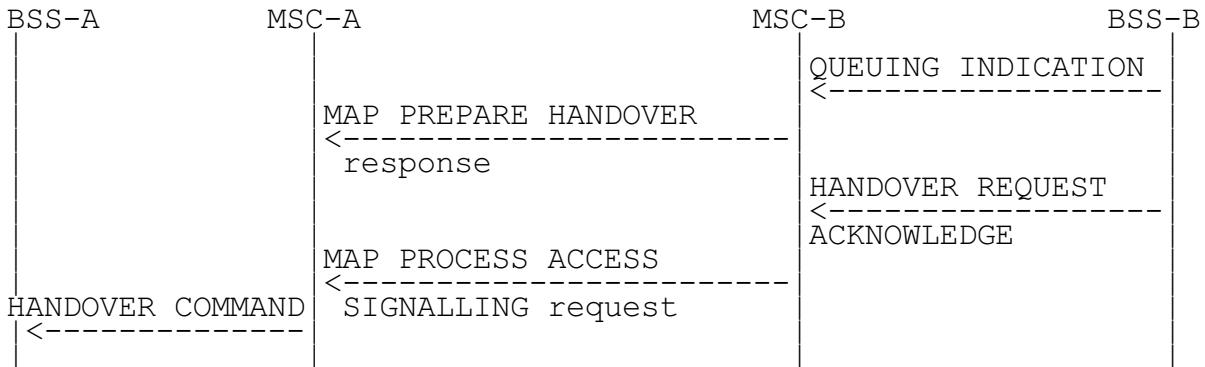 BSS-A MSC-A MSC-B BSS-B
QUEUING INDICATION
MAP PREPARE HANDOVER
response
HANDOVER REQUEST
ACKNOWLEDGE
MAP PROCESS ACCESS
SIGNALLING request
HANDOVER COMMAND